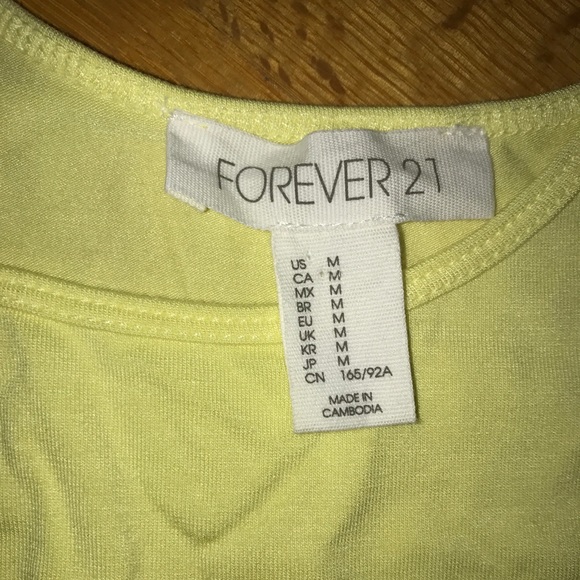 FOREVER 21
US M
CA M
MX M
BR M
EU M
UK M
KR M
JP M
CN 165/92A
MADE IN
CAMBODIA